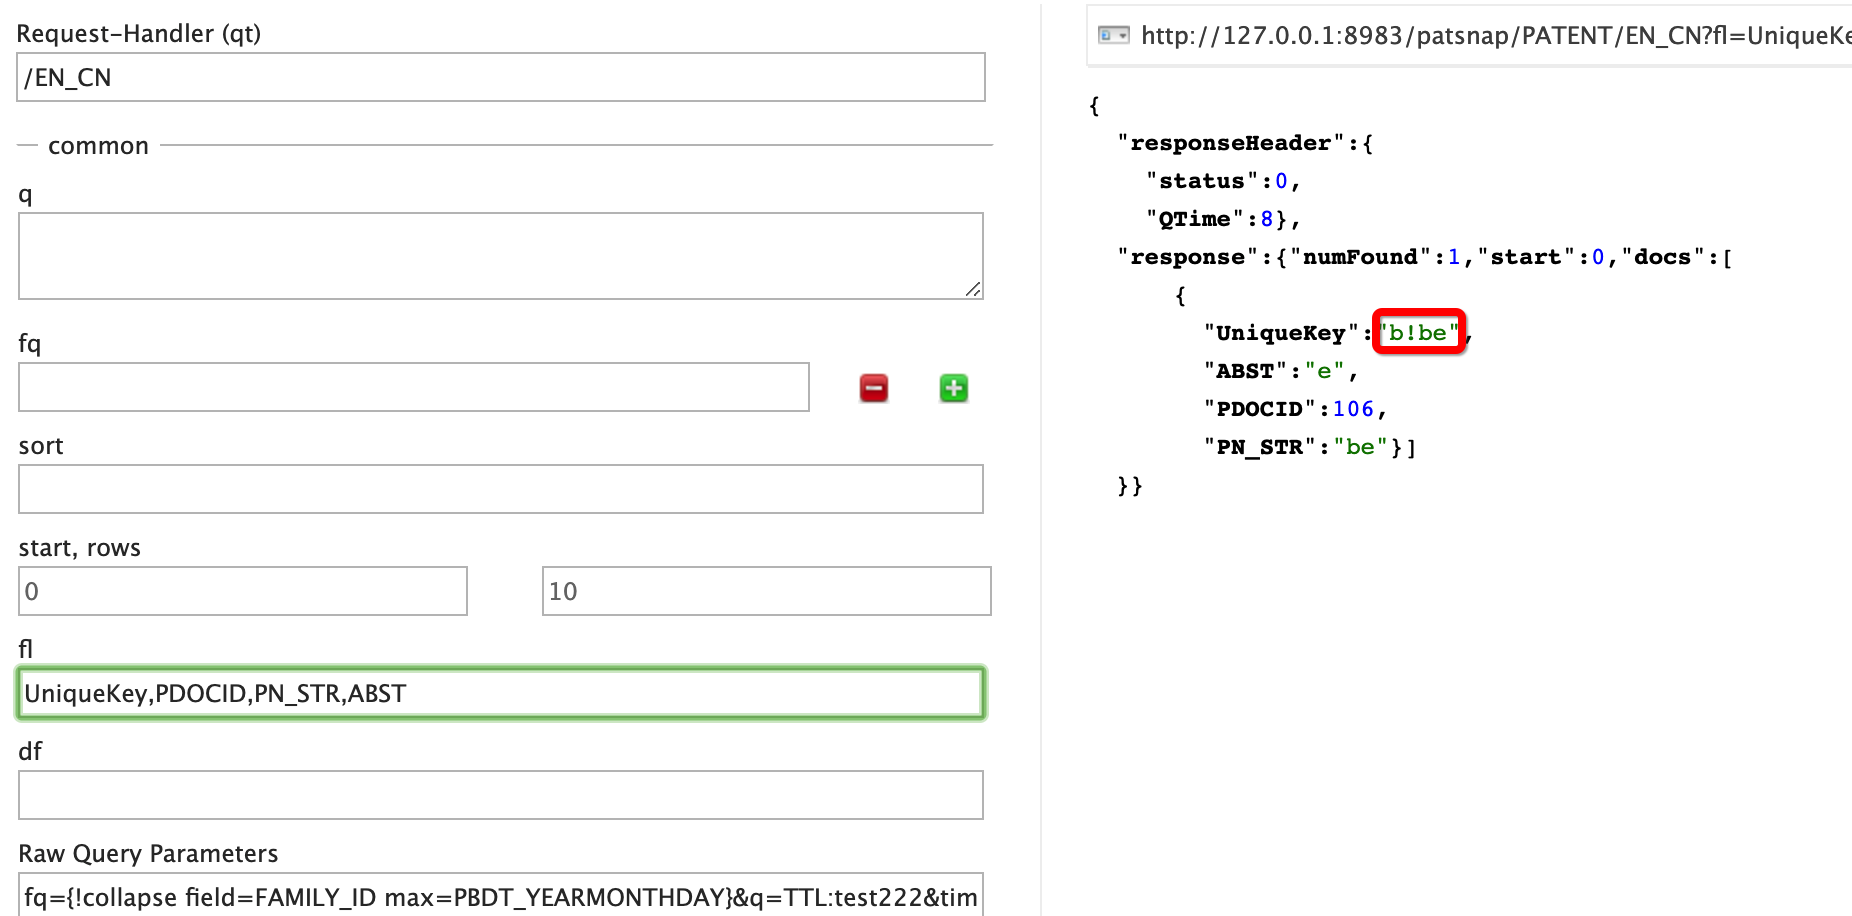 Request-Handler (qt)
/EN_CN
common
q
fq
sort
start, rows
0 10
fl
UniqueKey,PDOCID,PN_STR,ABST
df
Raw Query Parameters
fq={!collapse field=FAMILY_ID max=PBDT_YEARMONTHDAY}&q=TTL:test222&tim
http://127.0.0.1:8983/patsnap/PATENT/EN_CN?fl=UniqueKe
{
"responseHeader":{
"status":0,
"QTime":8},
"response":{"numFound":1,"start":0,"docs":[
{
"UniqueKey":"b!be",
"ABST":"e",
"PDOCID":106,
"PN_STR":"be"}]
}}